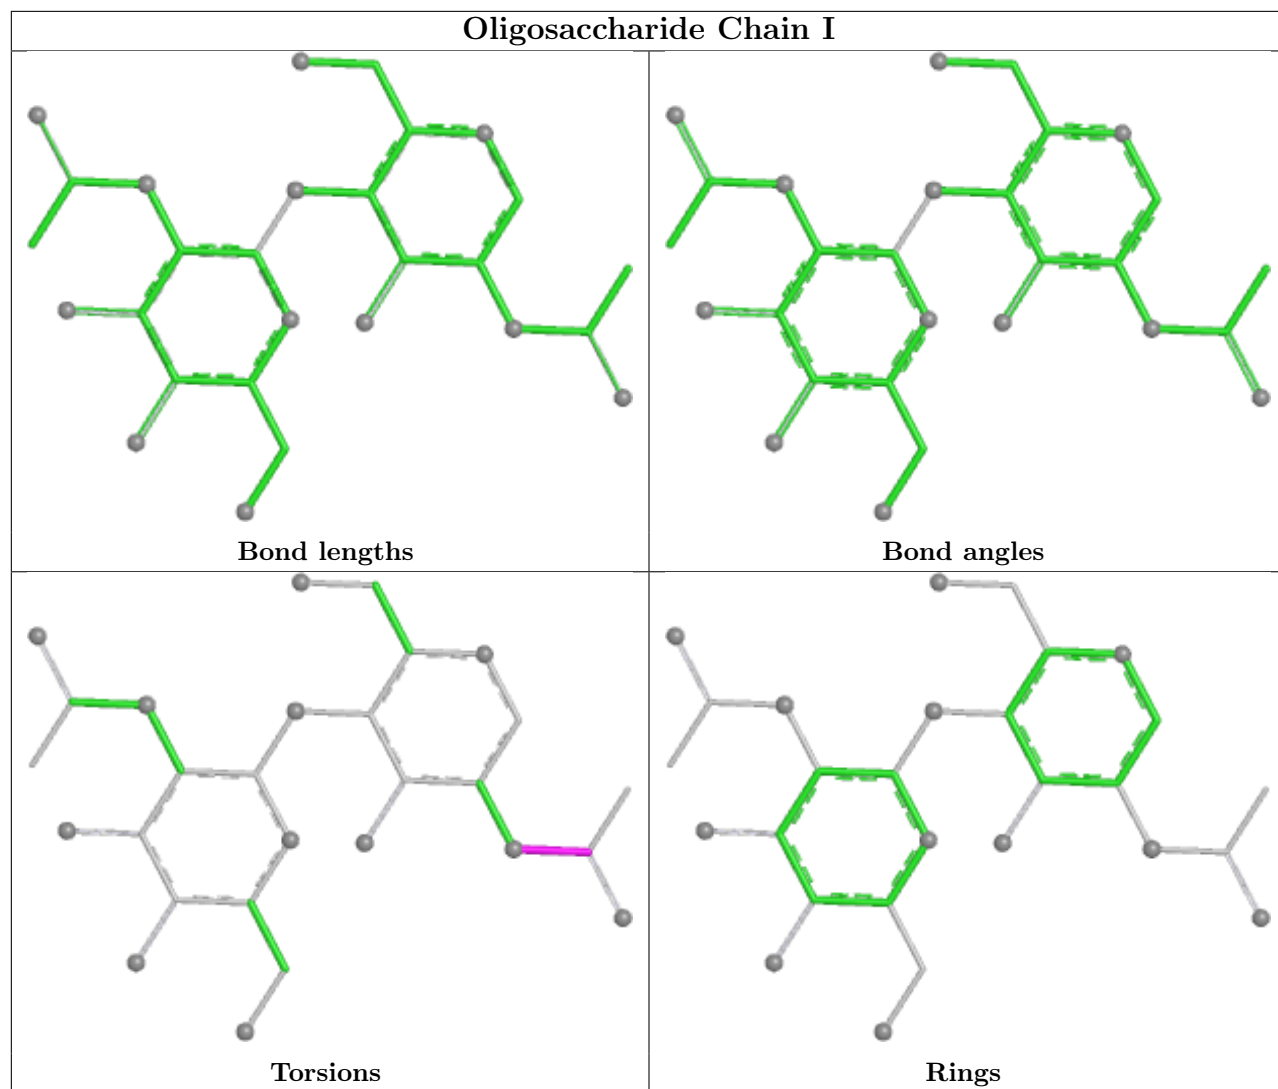 Oligosaccharide Chain I
Bond lengths
Bond angles
Torsions
Rings